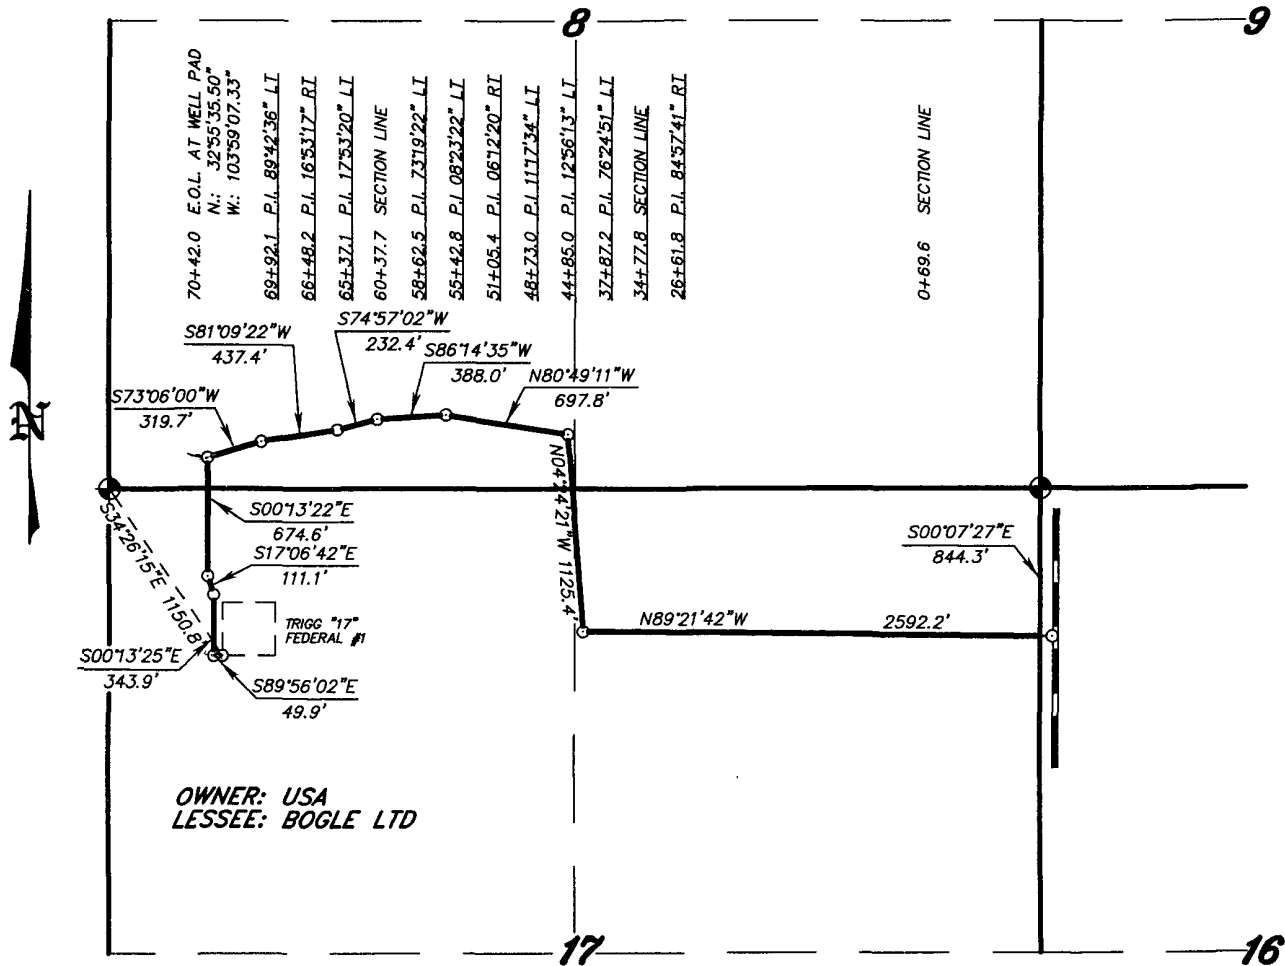 8
9
70+42.0 E.O.L. AT WELL PAD
N.: 32°55'35.50"
W.: 103°59'07.33"
69+92.1 P.I. 89°42'36" LT
66+48.2 P.I. 16°53'17" RT
65+37.1 P.I. 17°53'20" LT
60+37.7 SECTION LINE
58+62.5 P.I. 73°19'22" LT
55+42.8 P.I. 08°23'22" LT
51+05.4 P.I. 06°12'20" RT
48+73.0 P.I. 11°17'34" LT
44+85.0 P.I. 12°56'13" LT
37+87.2 P.I. 76°24'51" LT
34+77.8 SECTION LINE
26+61.8 P.I. 84°57'41" RT
0+69.6 SECTION LINE
S74°57'02"W
232.4'
S81°09'22"W
437.4'
S86°14'35"W
388.0'
N80°49'11"W
697.8'
S73°06'00"W
319.7'
N
N04°24'21"W 1125.4'
S00°13'22"E
674.6'
S17°06'42"E
111.1'
S34°26'15"E 1150.8'
S00°07'27"E
844.3'
TRIGG "17"
FEDERAL #1
N89°21'42"W 2592.2'
S00°13'25"E
343.9'
S89°56'02"E
49.9'
OWNER: USA
LESSEE: BOGLE LTD
17
16